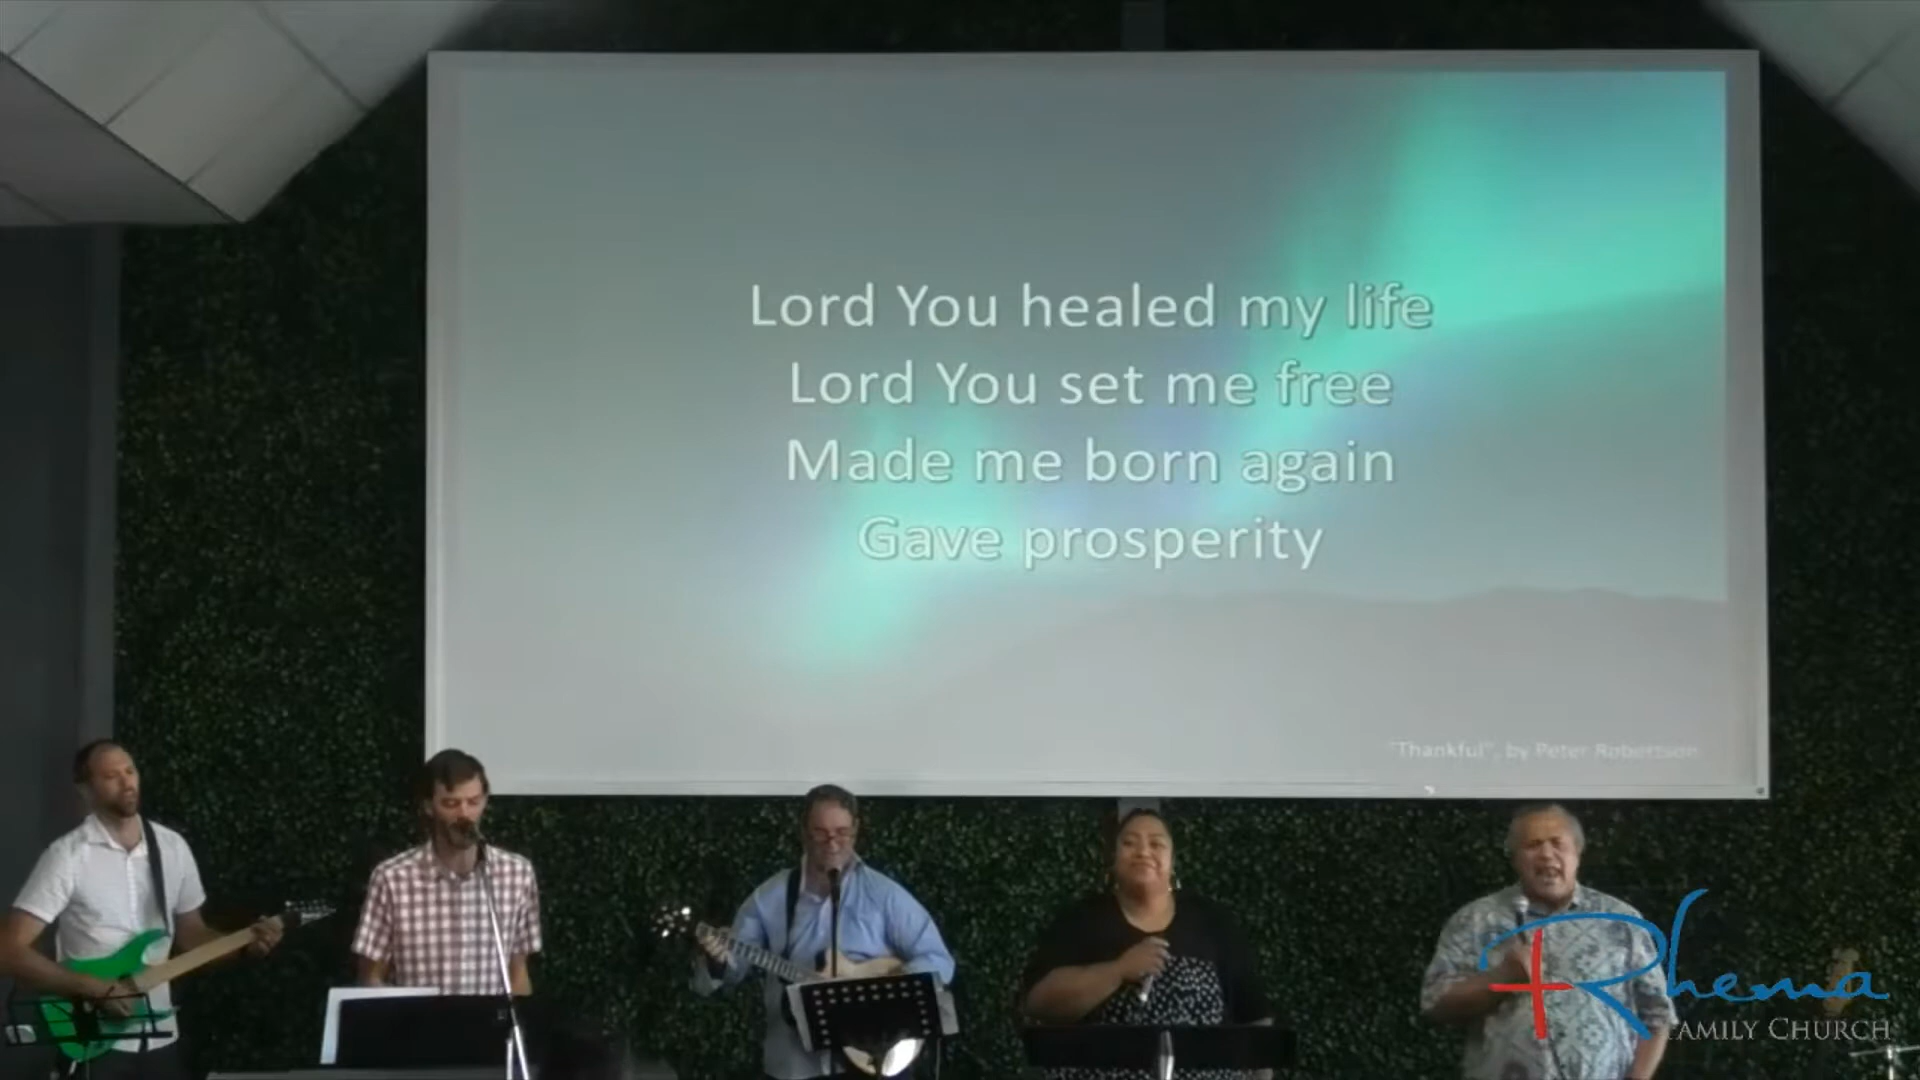 Lord You healed my life
Lord You set me free
Made me born again
Gave prosperity
"Thankful", by Peter Robertson
Rhema
FAMILY CHURCH